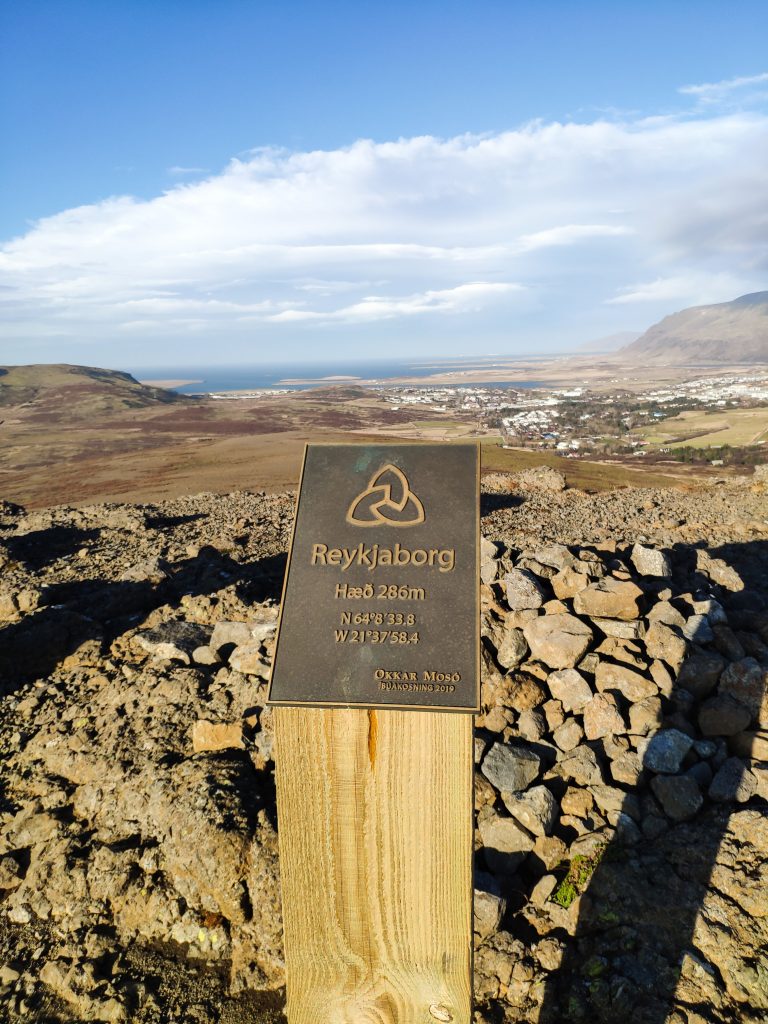 Reykjaborg
Hæð 286m
N 64°8'33,8
W 21°37'58,4
Okkar Mosó
íbúakosning 2019